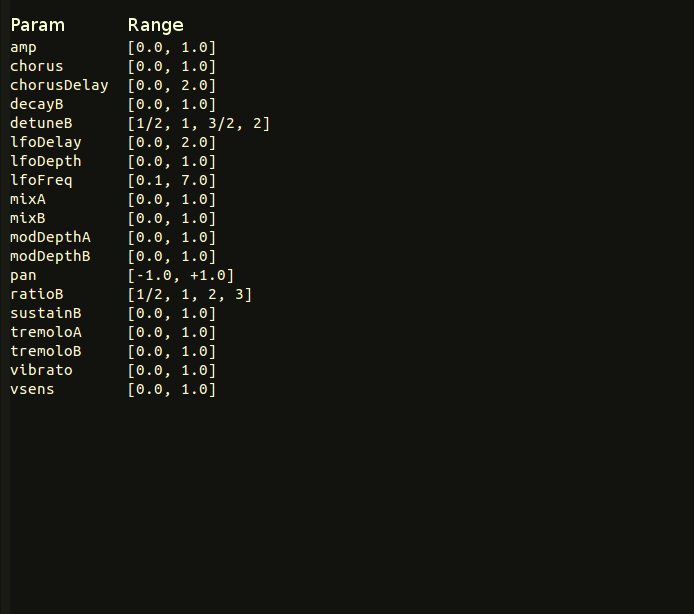 Param Range
amp [0.0, 1.0]
chorus [0.0, 1.0]
chorusDelay [0.0, 2.0]
decayB [0.0, 1.0]
detuneB [1/2, 1, 3/2, 2]
lfoDelay [0.0, 2.0]
lfoDepth [0.0, 1.0]
lfoFreq [0.1, 7.0]
mixA [0.0, 1.0]
mixB [0.0, 1.0]
modDepthA [0.0, 1.0]
modDepthB [0.0, 1.0]
pan [-1.0, +1.0]
ratioB [1/2, 1, 2, 3]
sustainB [0.0, 1.0]
tremoloA [0.0, 1.0]
tremoloB [0.0, 1.0]
vibrato [0.0, 1.0]
vsens [0.0, 1.0]